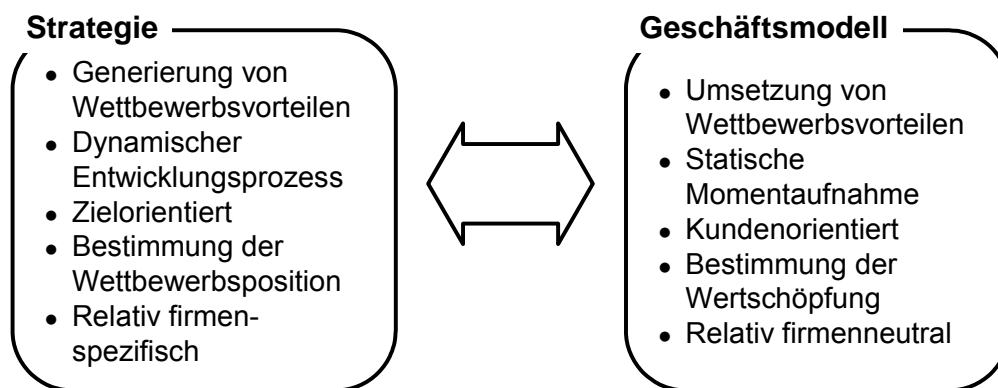 Strategie
• Generierung von
Wettbewerbsvorteilen
• Dynamischer
Entwicklungsprozess
• Zielorientiert
• Bestimmung der
Wettbewerbsposition
• Relativ firmen-
spezifisch
Geschäftsmodell
• Umsetzung von
Wettbewerbsvorteilen
• Statische
Momentaufnahme
• Kundenorientiert
• Bestimmung der
Wertschöpfung
• Relativ firmenneutral